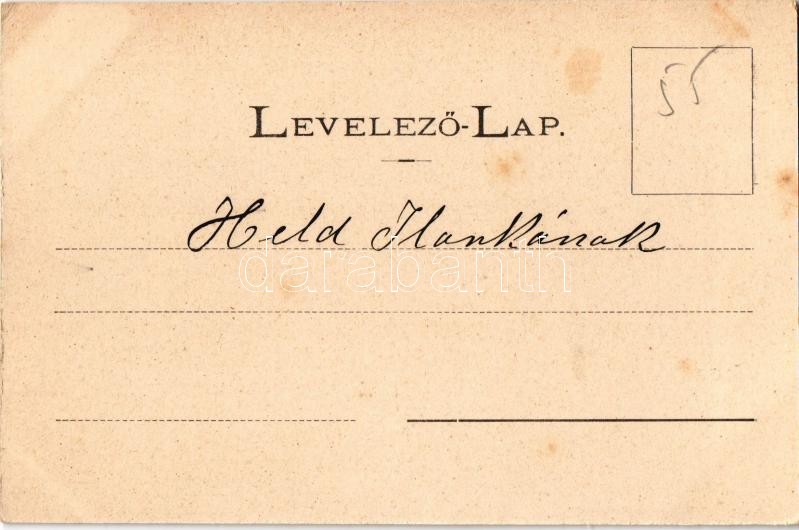 55
LEVELEZŐ-LAP.
Held Ilonkának
darabanth